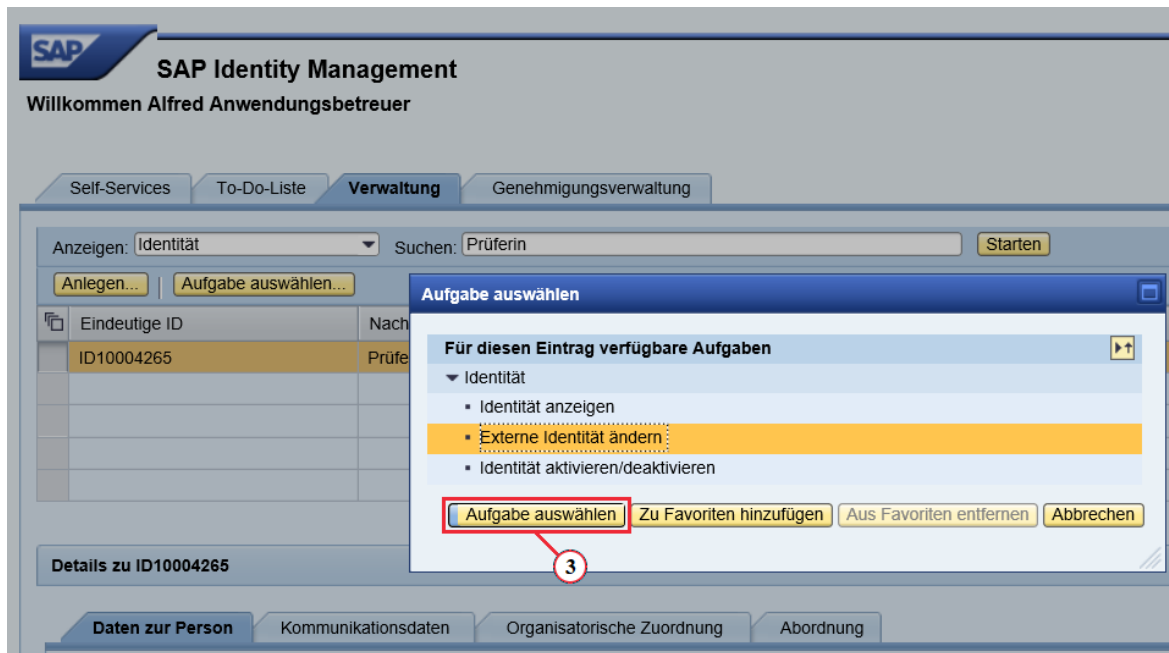 SAP
SAP Identity Management
Willkommen Alfred Anwendungsbetreuer
Self-Services To-Do-Liste Verwaltung Genehmigungsverwaltung
Anzeigen: Identität Suchen: Prüferin Starten
Anlegen... Aufgabe auswählen...
Aufgabe auswählen
Eindeutige ID Nach
Für diesen Eintrag verfügbare Aufgaben
ID10004265 Prüfe
Identität
Identität anzeigen
Externe Identität ändern
Identität aktivieren/deaktivieren
Aufgabe auswählen Zu Favoriten hinzufügen Aus Favoriten entfernen Abbrechen
3
Details zu ID10004265
Daten zur Person Kommunikationsdaten Organisatorische Zuordnung Abordnung